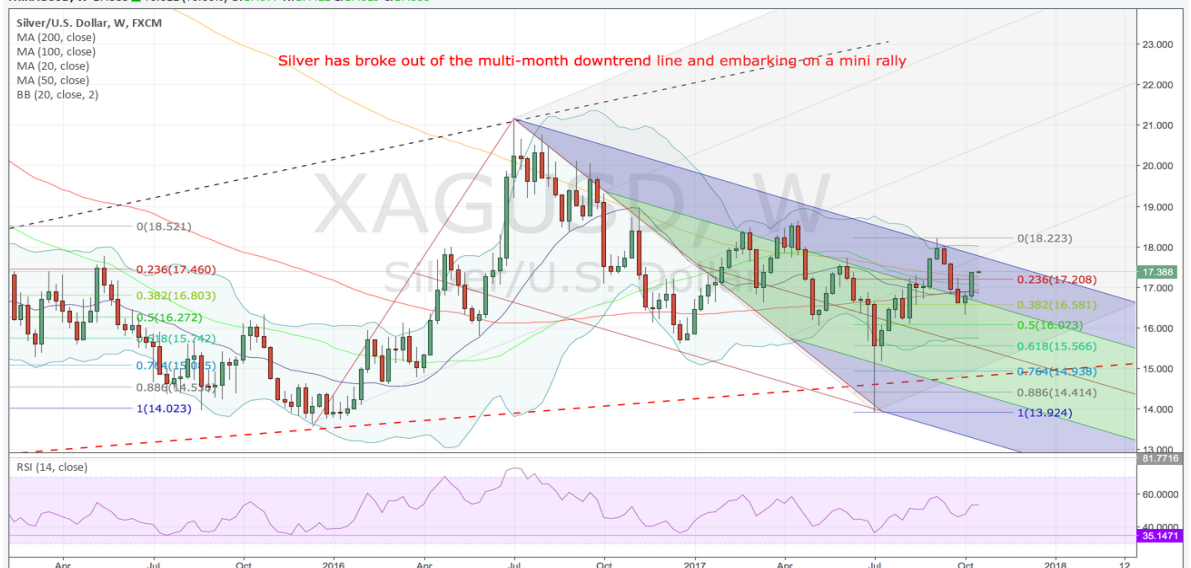 Silver/U.S. Dollar, W, FXCM
MA (200, close)
MA (100, close)
MA (20, close)
MA (50, close)
BB (20, close, 2)
Silver has broke out of the multi-month downtrend line and embarking on a mini rally
XAGUSD, W
Silver/U.S. Dollar
0(18.521)
0.236(17.460)
0.382(16.803)
0.5(16.272)
0.618(15.742)
1(14.023)
0(18.223)
0.236(17.208)
0.382(16.581)
0.5(16.073)
0.618(15.566)
0.764(14.938)
0.886(14.414)
1(13.924)
23.000
22.000
21.000
20.000
19.000
18.000
17.388
17.000
16.000
15.000
14.000
13.000
RSI (14, close)
81.7716
60.0000
40.0000
35.1471
Apr
Jul
Oct
2016
Apr
Jul
Oct
2017
Apr
Jul
Oct
2018
12